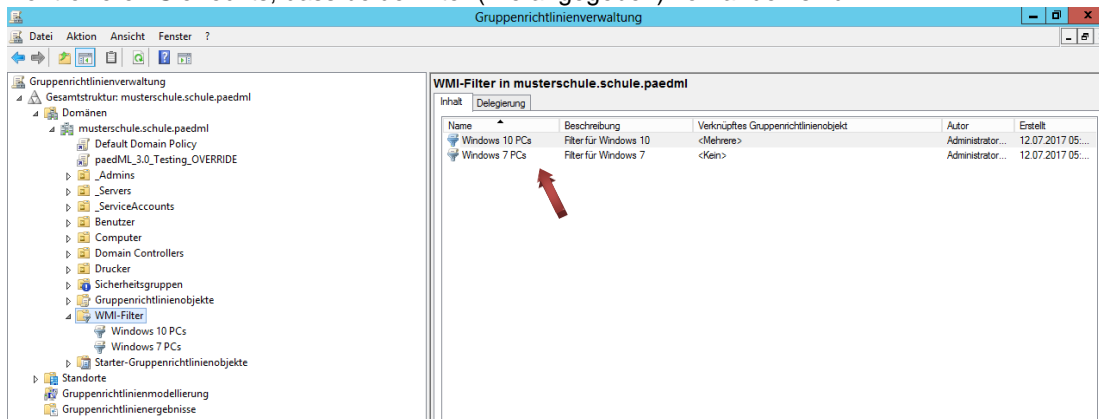 Gruppenrichtlinienverwaltung
Datei Aktion Ansicht Fenster ?
Gruppenrichtlinienverwaltung
Gesamtstruktur: musterschule.schule.paedml
Domänen
musterschule.schule.paedml
Default Domain Policy
paedML_3.0_Testing_OVERRIDE
_Admins
_Servers
_ServiceAccounts
Benutzer
Computer
Domain Controllers
Drucker
Sicherheitsgruppen
Gruppenrichtlinienobjekte
WMI-Filter
Windows 10 PCs
Windows 7 PCs
Starter-Gruppenrichtlinienobjekte
Standorte
Gruppenrichtlinienmodellierung
Gruppenrichtlinienergebnisse
WMI-Filter in musterschule.schule.paedml
Inhalt Delegierung
Name Beschreibung Verknüpftes Gruppenrichtlinienobjekt Autor Erstellt
Windows 10 PCs Filter für Windows 10 <Mehrere> Administrator... 12.07.2017 05:...
Windows 7 PCs Filter für Windows 7 <Kein> Administrator... 12.07.2017 05:...